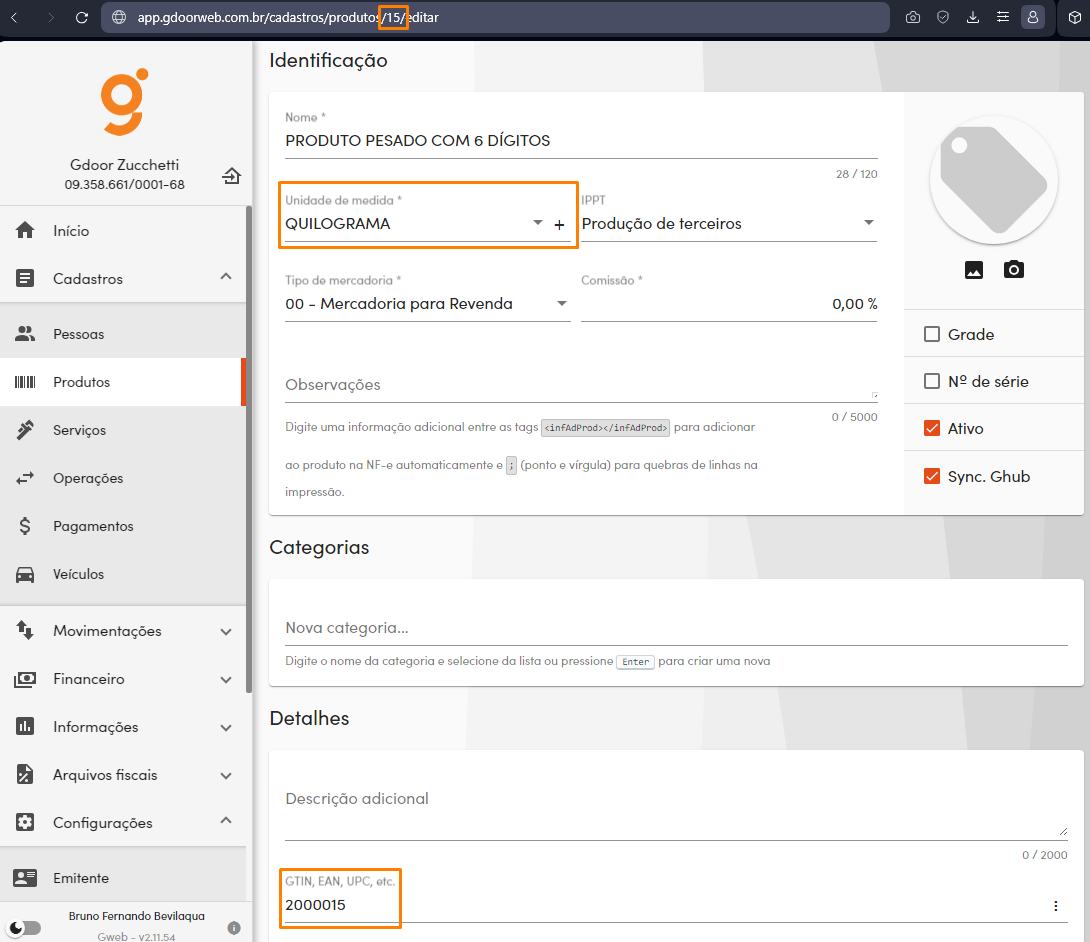 app.gdoorweb.com.br/cadastros/produtos/15/editar
Gdoor Zucchetti
09.358.661/0001-68
Início
Cadastros
Pessoas
Produtos
Serviços
Operações
Pagamentos
Veículos
Movimentações
Financeiro
Informações
Arquivos fiscais
Configurações
Emitente
Bruno Fernando Bevilaqua
Gweb - v2.11.54
Identificação
Nome *
PRODUTO PESADO COM 6 DÍGITOS
28 / 120
Unidade de medida * IPPT
QUILOGRAMA + Produção de terceiros
Tipo de mercadoria * Comissão *
00 - Mercadoria para Revenda 0,00 %
Observações
0 / 5000
Digite uma informação adicional entre as tags <infAdProd></infAdProd> para adicionar
ao produto na NF-e automaticamente e ; (ponto e vírgula) para quebras de linhas na
impressão.
Grade
Nº de série
Ativo
Sync. Ghub
Categorias
Nova categoria...
Digite o nome da categoria e selecione da lista ou pressione Enter para criar uma nova
Detalhes
Descrição adicional
0 / 2000
GTIN, EAN, UPC, etc.
2000015